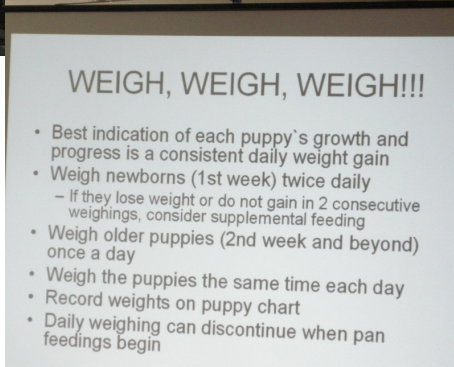 WEIGH, WEIGH, WEIGH!!!
• Best indication of each puppy`s growth and
progress is a consistent daily weight gain
• Weigh newborns (1st week) twice daily
– If they lose weight or do not gain in 2 consecutive
weighings, consider supplemental feeding
• Weigh older puppies (2nd week and beyond)
once a day
• Weigh the puppies the same time each day
• Record weights on puppy chart
• Daily weighing can discontinue when pan
feedings begin